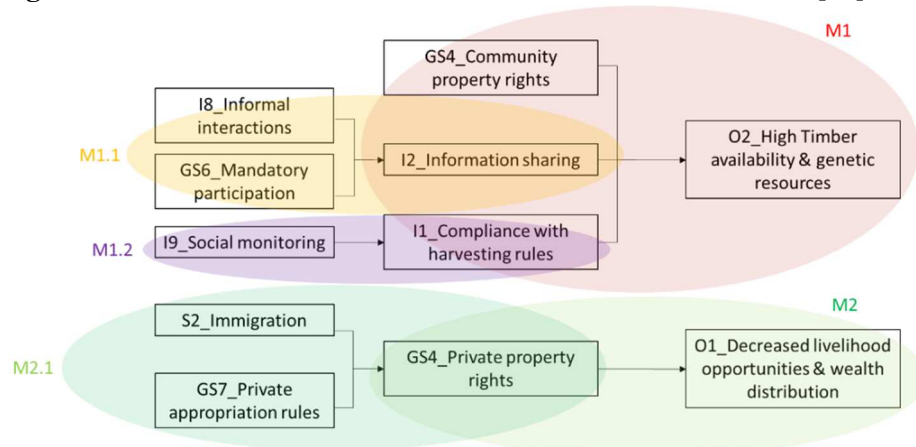 M1
GS4_Community
property rights
I8_Informal
interactions
M1.1
GS6_Mandatory
participation
I2_Information sharing
O2_High Timber
availability & genetic
resources
M1.2
I9_Social monitoring
I1_Compliance with
harvesting rules
M2
S2_Immigration
M2.1
GS7_Private
appropriation rules
GS4_Private property
rights
O1_Decreased livelihood
opportunities & wealth
distribution